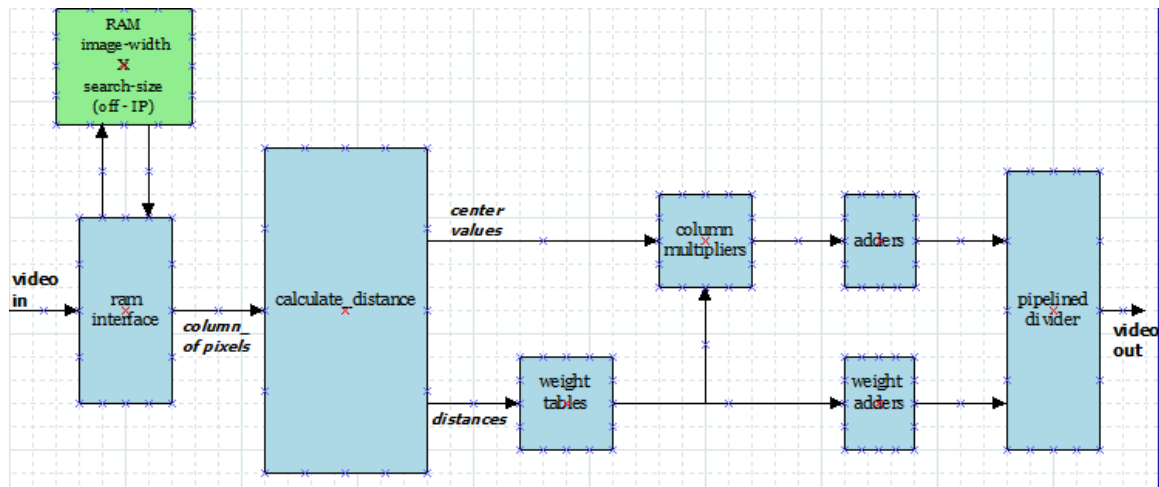 RAM
image-width
X
search-size
(off - IP)
video
in
ram
interface
column_
of pixels
calculate_distance
center
values
distances
weight
tables
column
multipliers
adders
weight
adders
pipelined
divider
video
out